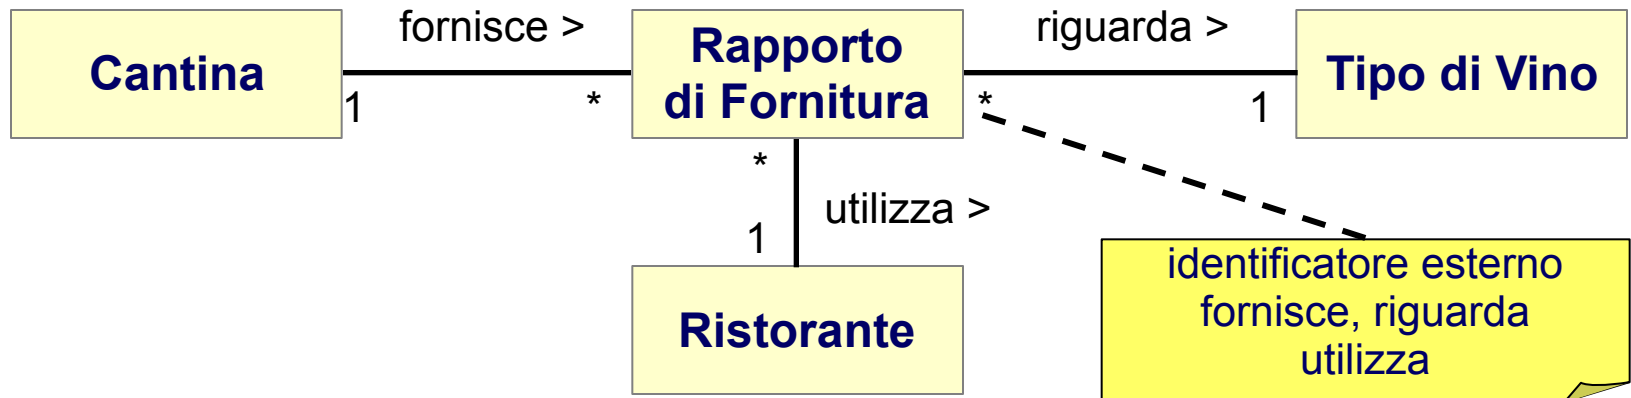 fornisce >
riguarda >
Cantina
Rapporto
di Fornitura
Tipo di Vino
1
*
*
1
*
utilizza >
1
Ristorante
identificatore esterno
fornisce, riguarda
utilizza